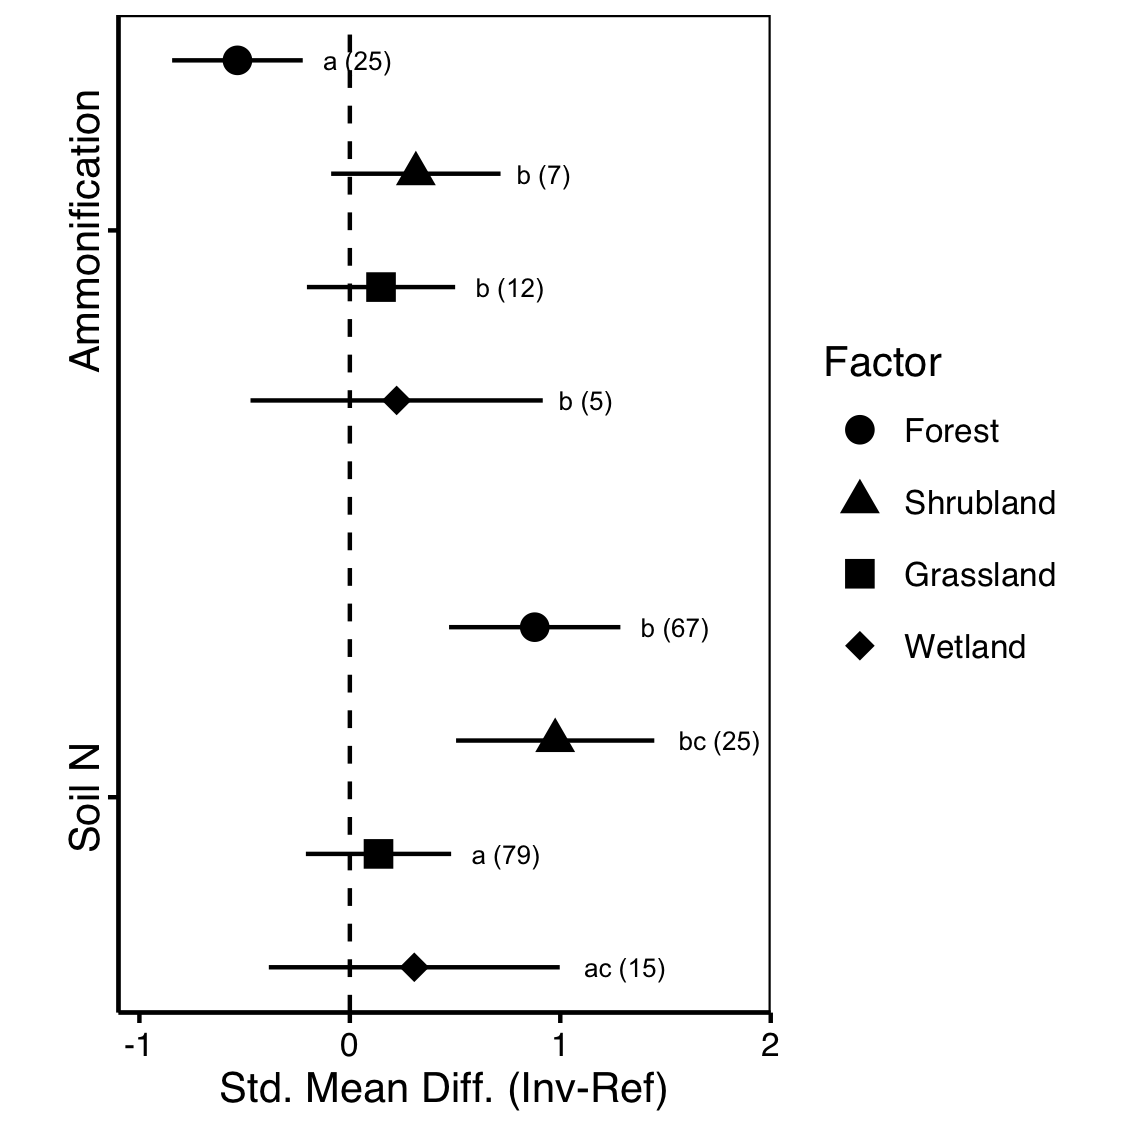 Ammonification
a (25)
b (7)
b (12)
b (5)
Soil N
b (67)
bc (25)
a (79)
ac (15)
-1
0
1
2
Std. Mean Diff. (Inv-Ref)
Factor
Forest
Shrubland
Grassland
Wetland